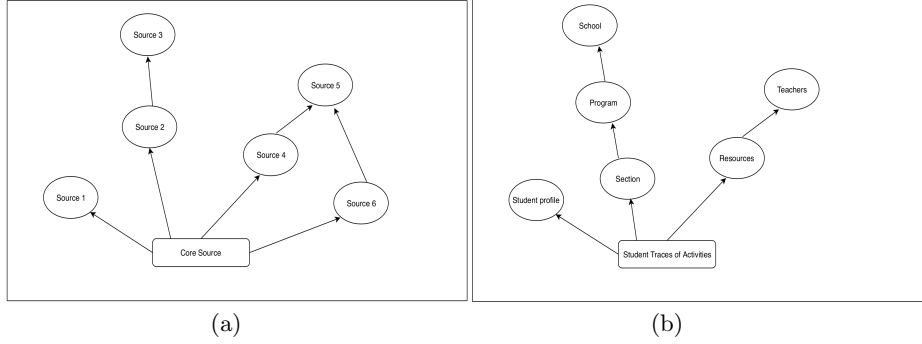 Source 3
Source 5
Source 2
Source 4
Source 1
Source 6
Core Source
(a)
School
Teachers
Program
Resources
Section
Student profile
Student Traces of Activities
(b)